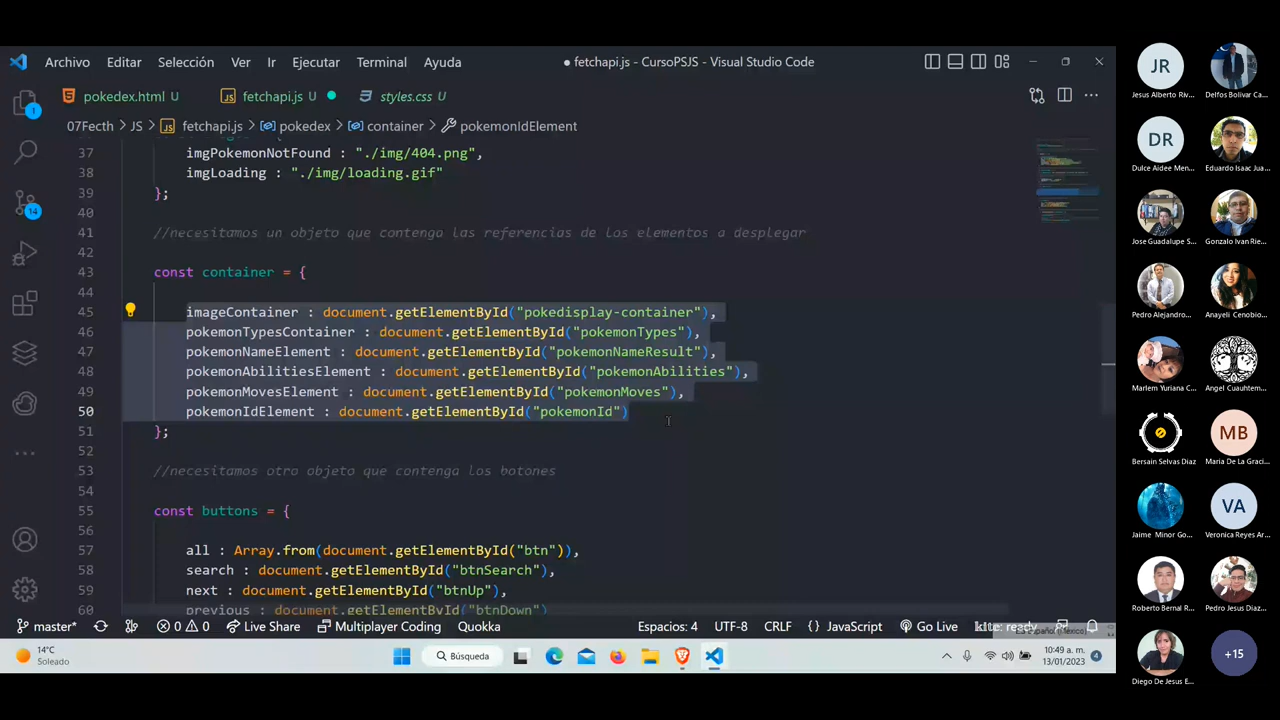 Archivo Editar Selección Ver Ir Ejecutar Terminal Ayuda
● fetchapi.js - CursoPSJS - Visual Studio Code
pokedex.html U
JS fetchapi.js U
styles.css U
07Fecth > JS > JS fetchapi.js > pokedex > container > pokemonIdElement
37 imgPokemonNotFound : "./img/404.png",
38 imgLoading : "./img/loading.gif"
39 };
40
41 //necesitamos un objeto que contenga las referencias de los elementos a desplegar
42
43 const container = {
44
45 imageContainer : document.getElementById("pokedisplay-container"),
46 pokemonTypesContainer : document.getElementById("pokemonTypes"),
47 pokemonNameElement : document.getElementById("pokemonNameResult"),
48 pokemonAbilitiesElement : document.getElementById("pokemonAbilities"),
49 pokemonMovesElement : document.getElementById("pokemonMoves"),
50 pokemonIdElement : document.getElementById("pokemonId")
51 };
52
53 //necesitamos otro objeto que contenga los botones
54
55 const buttons = {
56
57 all : Array.from(document.getElementById("btn")),
58 search : document.getElementById("btnSearch"),
59 next : document.getElementById("btnUp"),
60 previous : document.getElementById("btnDown")
1
14
master* 0 0 Live Share Multiplayer Coding Quokka Espacios: 4 UTF-8 CRLF JavaScript Go Live kite: ready
Español (México)
14°C
Soleado
Búsqueda
10:49 a. m.
13/01/2023
4
JR
Jesus Alberto Riv...
Delfos Bolivar Ca...
DR
Dulce Aidee Men...
Eduardo Isaac Jua...
Jose Guadalupe S...
Gonzalo Ivan Rie...
Pedro Alejandro...
Anayeli Cenobio...
Marlem Yuriana C...
Angel Cuauhtem...
Bersain Selvas Diaz
MB
Maria De La Graci...
Jaime Minor Go...
VA
Veronica Reyes Ar...
Roberto Bernal R...
Pedro Jesus Diaz...
Diego De Jesus E...
+15